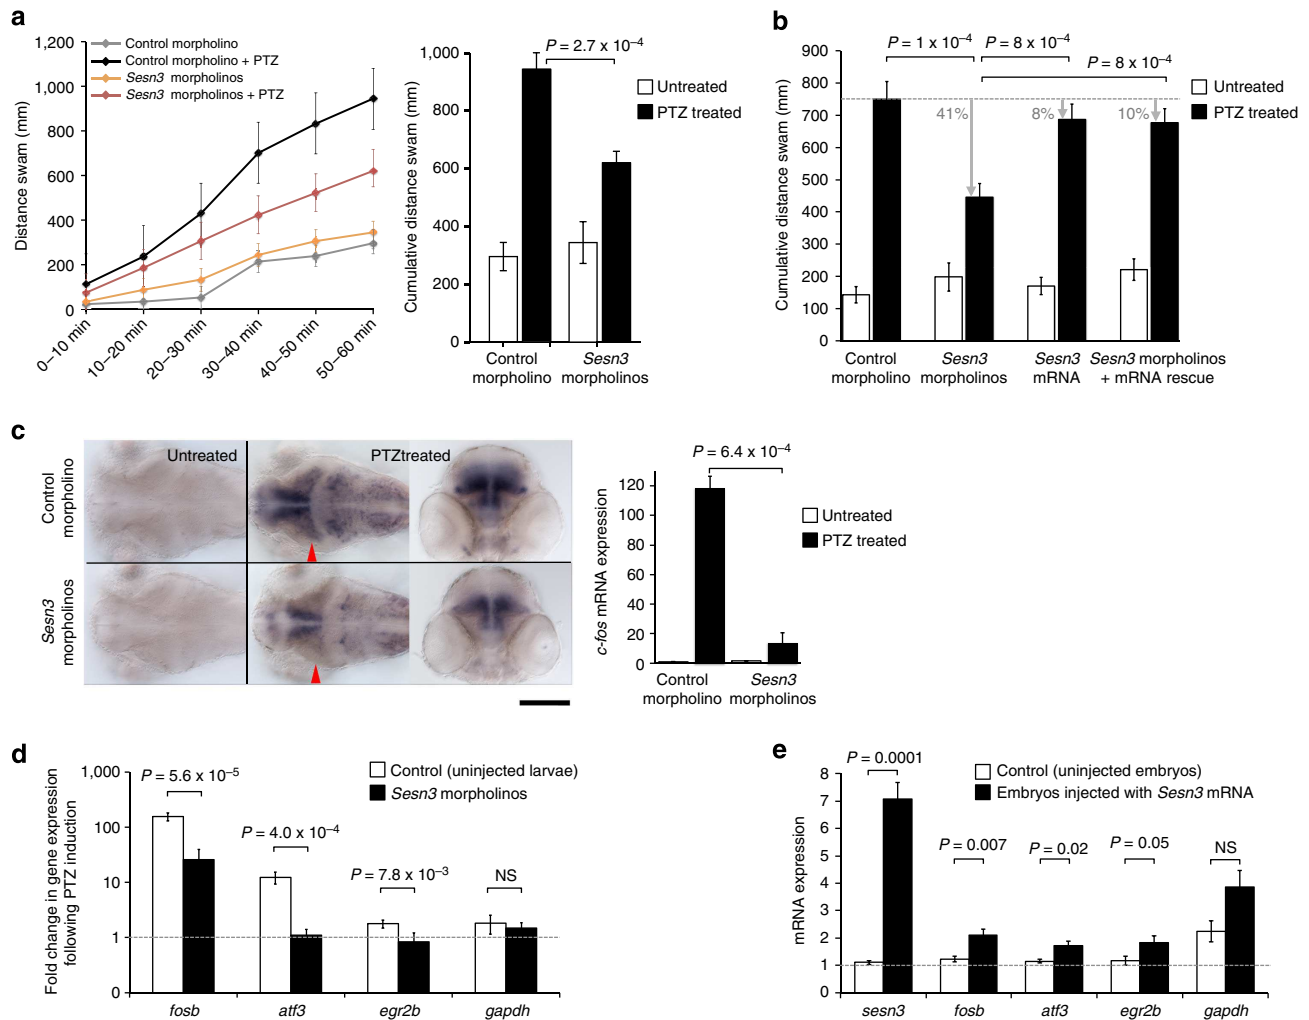 a
Distance swam (mm)
1,200
1,000
800
600
400
200
0
Control morpholino
Control morpholino + PTZ
Sesn3 morpholinos
Sesn3 morpholinos + PTZ
0–10 min
10–20 min
20–30 min
30–40 min
40–50 min
50–60 min
Cumulative distance swam (mm)
1,000
800
600
400
200
0
P = 2.7 x 10–4
Untreated
PTZ treated
Control
morpholino
Sesn3
morpholinos
b
Cumulative distance swam (mm)
900
800
700
600
500
400
300
200
100
0
P = 1 x 10–4
P = 8 x 10–4
P = 8 x 10–4
41%
8%
10%
Untreated
PTZ treated
Control
morpholino
Sesn3
morpholinos
Sesn3
mRNA
Sesn3 morpholinos
+ mRNA rescue
c
Control
morpholino
Sesn3
morpholinos
Untreated
PTZtreated
c-fos mRNA expression
120
100
80
60
40
20
0
P = 6.4 x 10–4
Untreated
PTZ treated
Control
morpholino
Sesn3
morpholinos
d
Fold change in gene expression
following PTZ induction
1,000
100
10
1
0
P = 5.6 x 10–5
P = 4.0 x 10–4
P = 7.8 x 10–3
NS
Control (uninjected larvae)
Sesn3 morpholinos
fosb
atf3
egr2b
gapdh
e
mRNA expression
8
7
6
5
4
3
2
1
0
P = 0.0001
P = 0.007
P = 0.02
P = 0.05
NS
Control (uninjected embryos)
Embryos injected with Sesn3 mRNA
sesn3
fosb
atf3
egr2b
gapdh